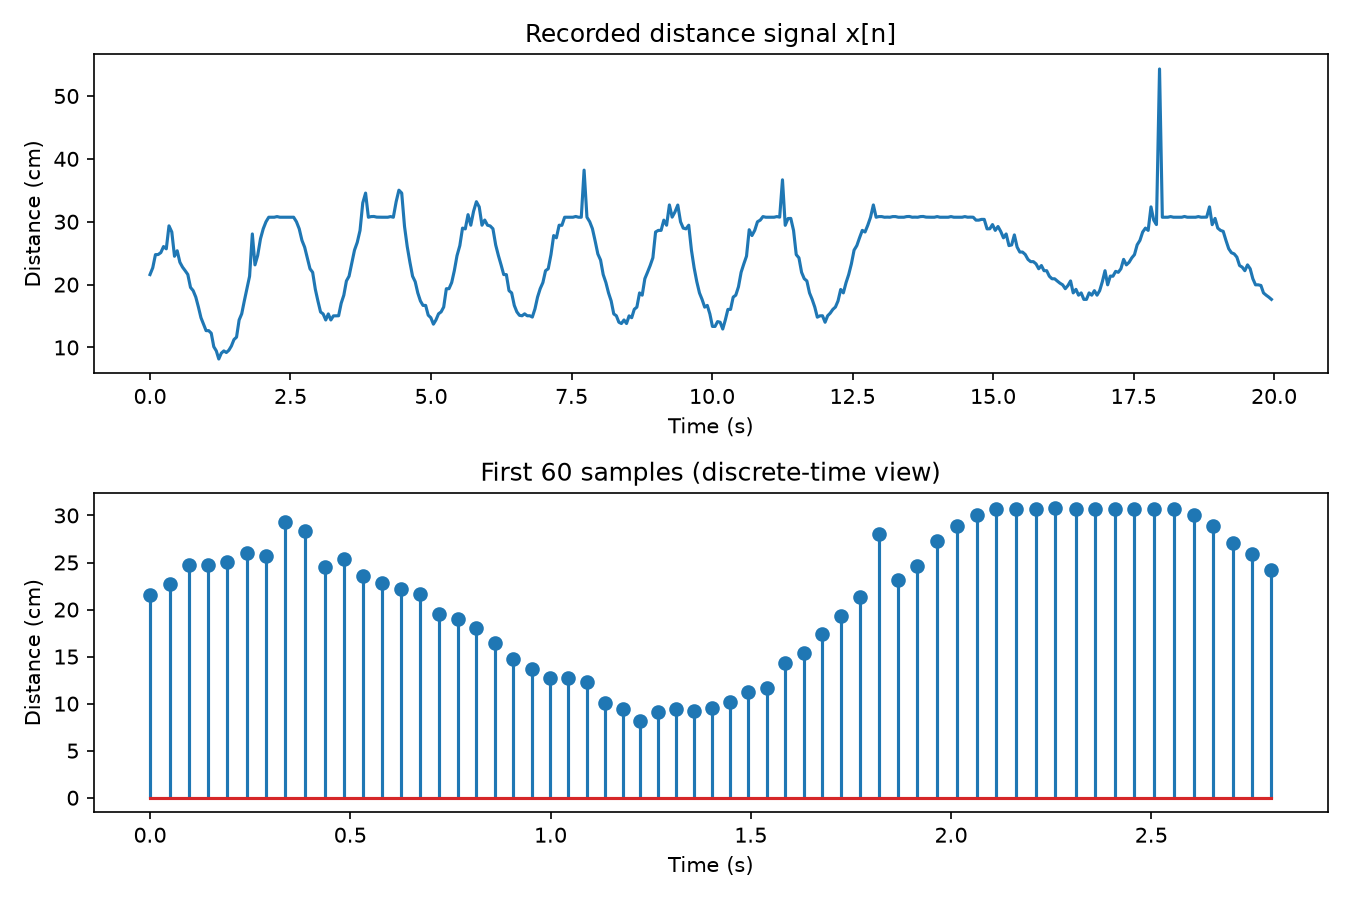 Recorded distance signal x[n]
50
40
30
20
10
Distance (cm)
0.0 2.5 5.0 7.5 10.0 12.5 15.0 17.5 20.0
Time (s)
First 60 samples (discrete-time view)
30
25
20
15
10
5
0
Distance (cm)
0.0 0.5 1.0 1.5 2.0 2.5
Time (s)